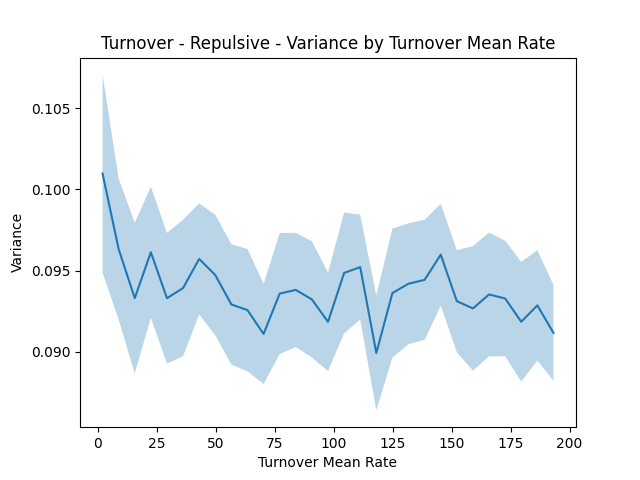 Turnover - Repulsive - Variance by Turnover Mean Rate
0.105
0.100
0.095
0.090
Variance
0 25 50 75 100 125 150 175 200
Turnover Mean Rate